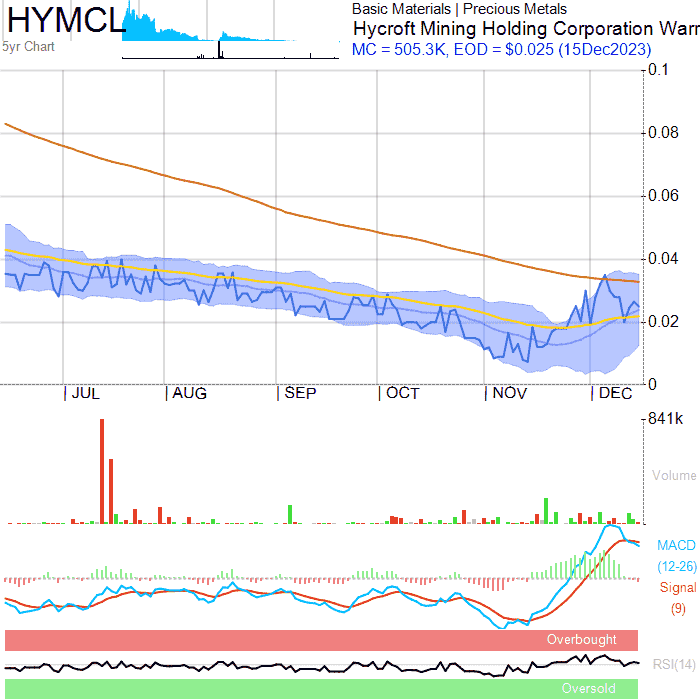 HYMCL
5yr Chart
Basic Materials | Precious Metals
Hycroft Mining Holding Corporation Warr
MC = 505.3K, EOD = $0.025 (15Dec2023)
0.1
0.08
0.06
0.04
0.02
0
JUL AUG SEP OCT NOV DEC
841k
Volume
MACD
(12-26)
Signal
(9)
Overbought
RSI(14)
Oversold